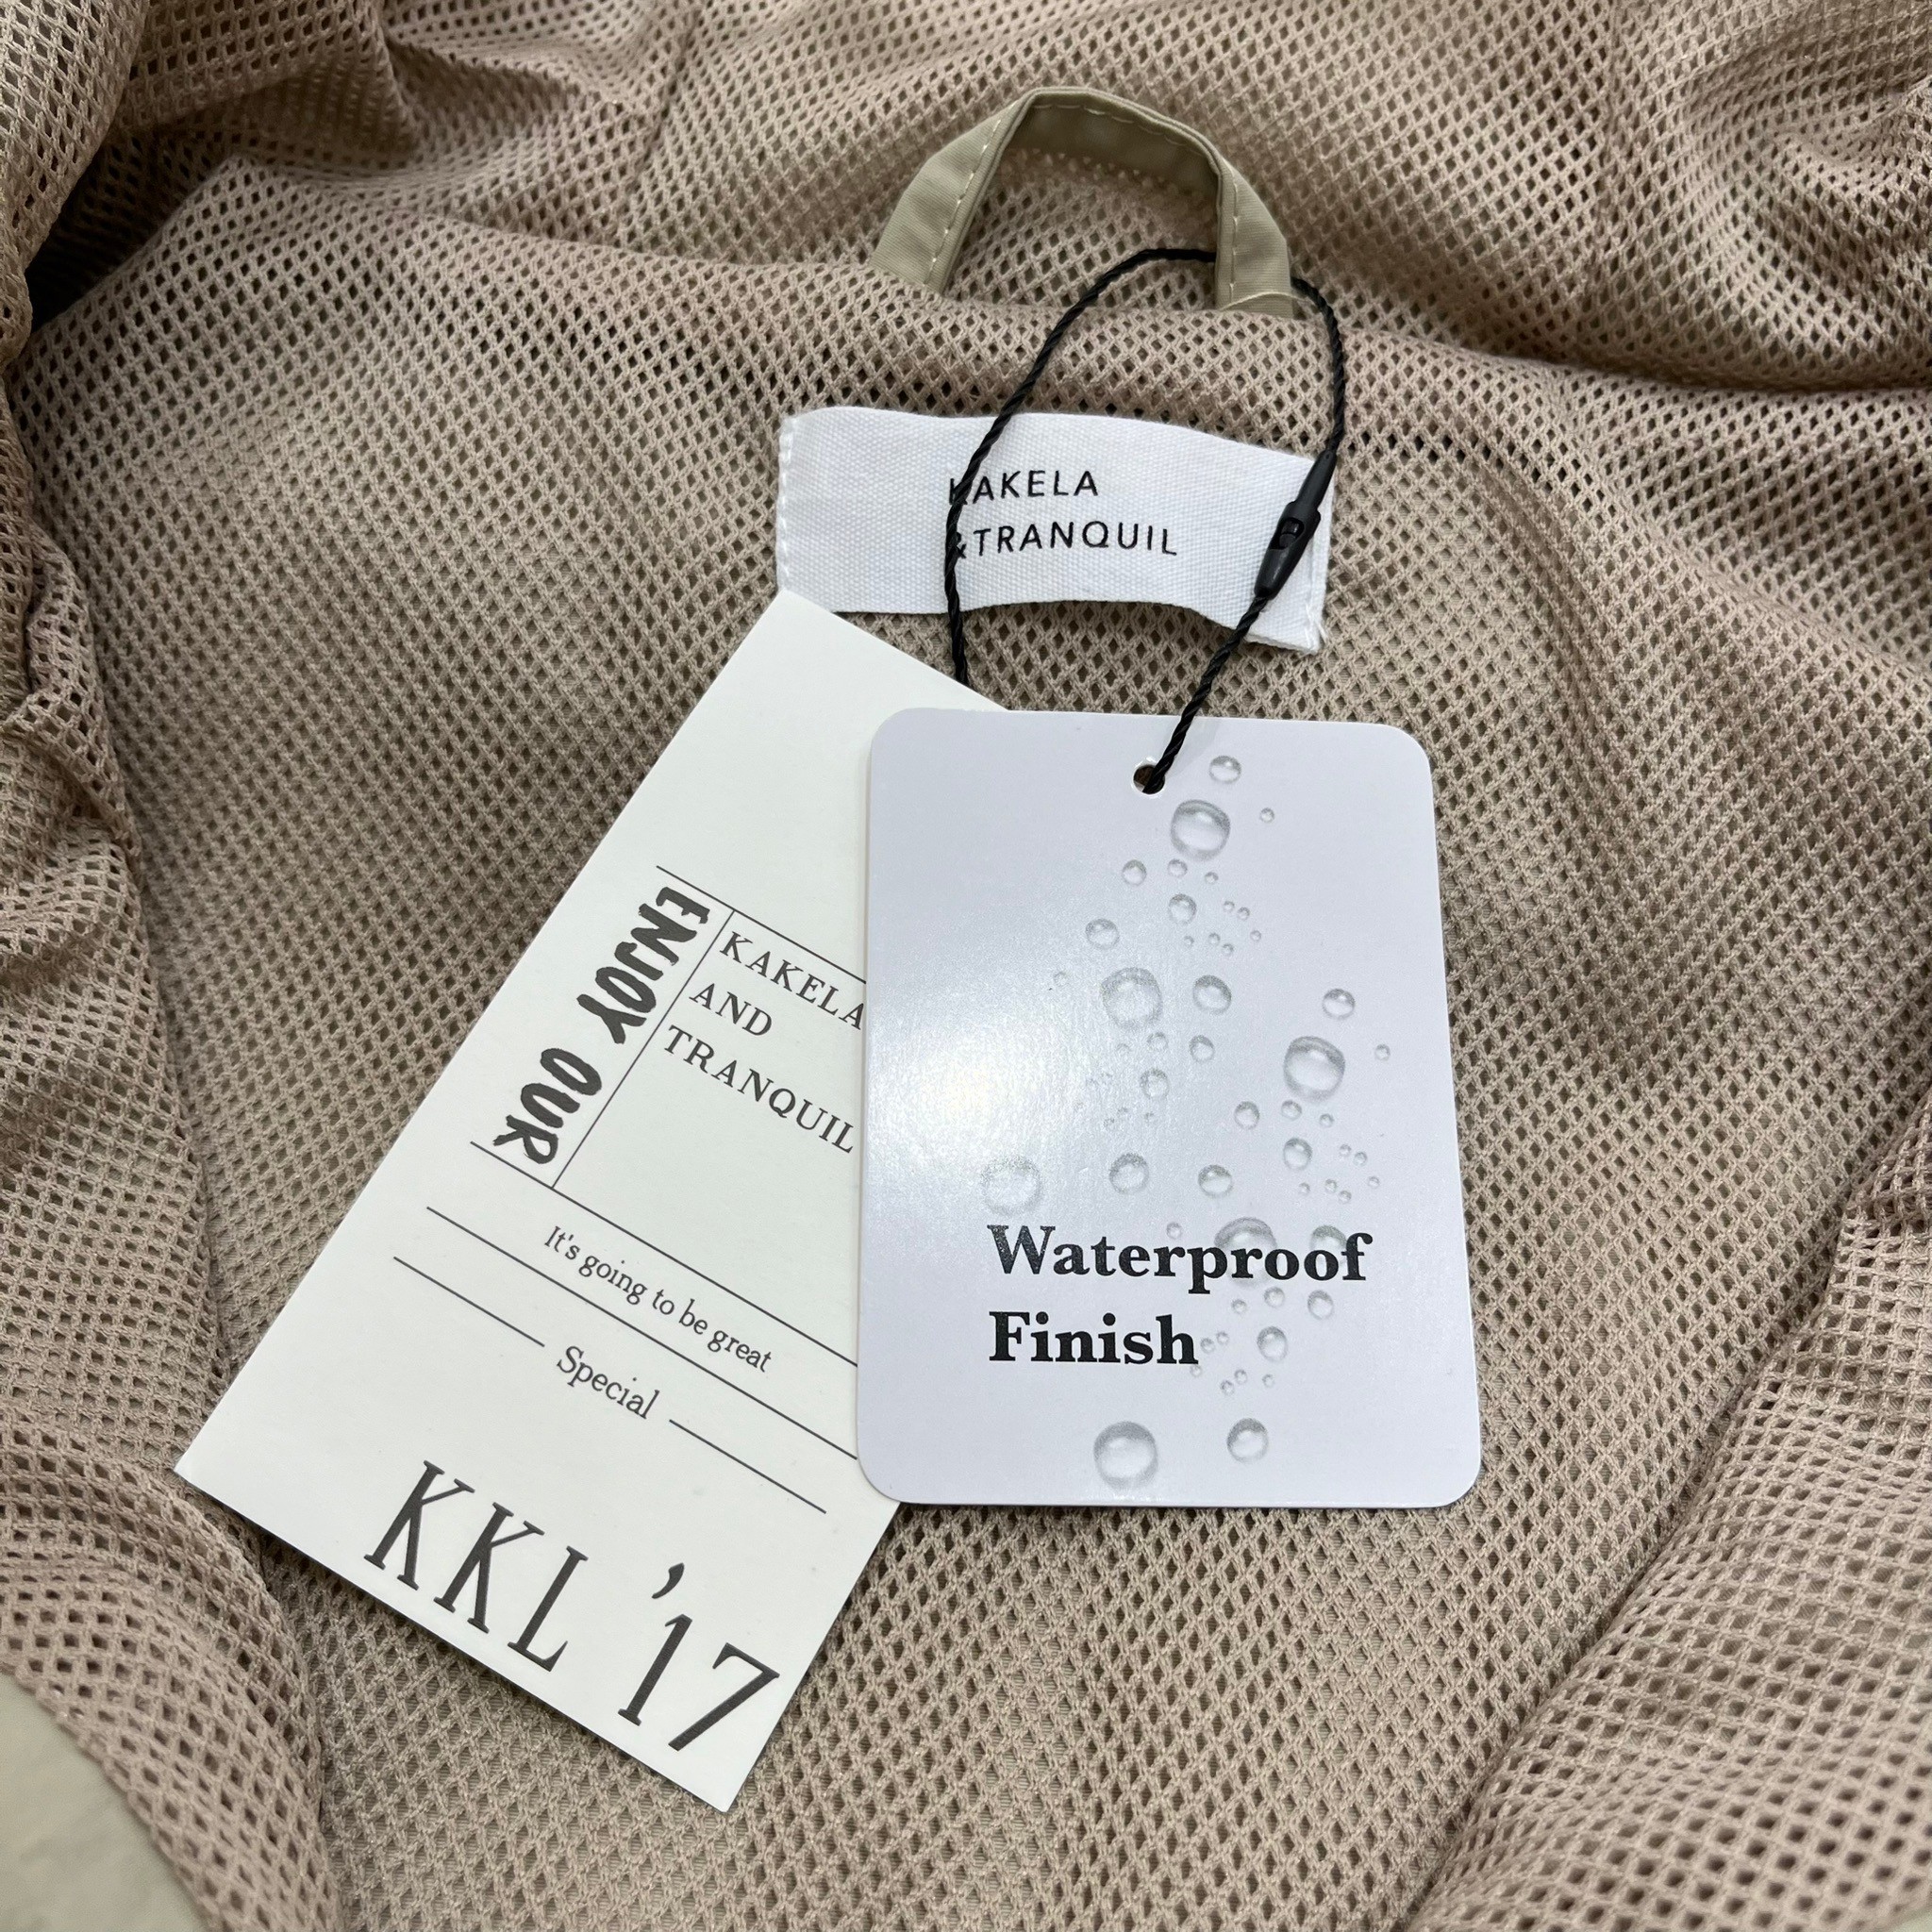 KAKELA
&TRANQUIL
ENJOY OUR
KAKELA
AND
TRANQUIL
It's going to be great
Special
KKL '17
Waterproof
Finish